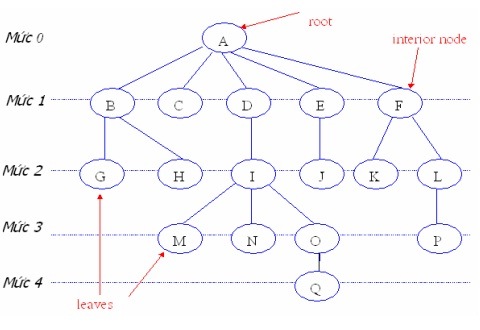 root
Mức 0
A
interior node
Mức 1
B C D E F
Mức 2
G H I J K L
Mức 3
M N O P
Mức 4
Q
leaves